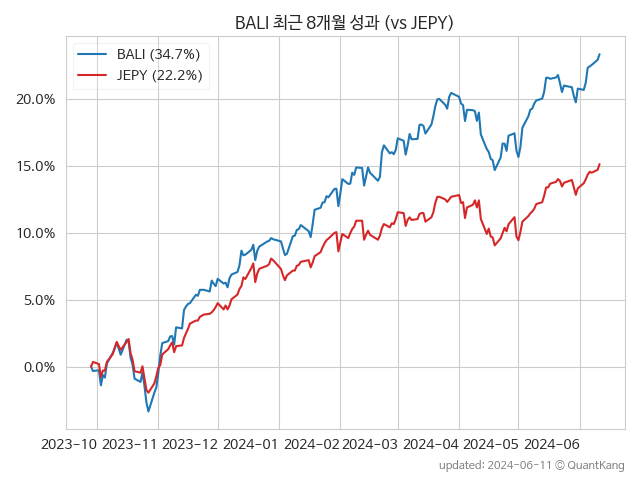 BALI 최근 8개월 성과 (vs JEPY)
BALI (34.7%)
JEPY (22.2%)
20.0%
15.0%
10.0%
5.0%
0.0%
2023-10 2023-11 2023-12 2024-01 2024-02 2024-03 2024-04 2024-05 2024-06
updated: 2024-06-11 © QuantKang